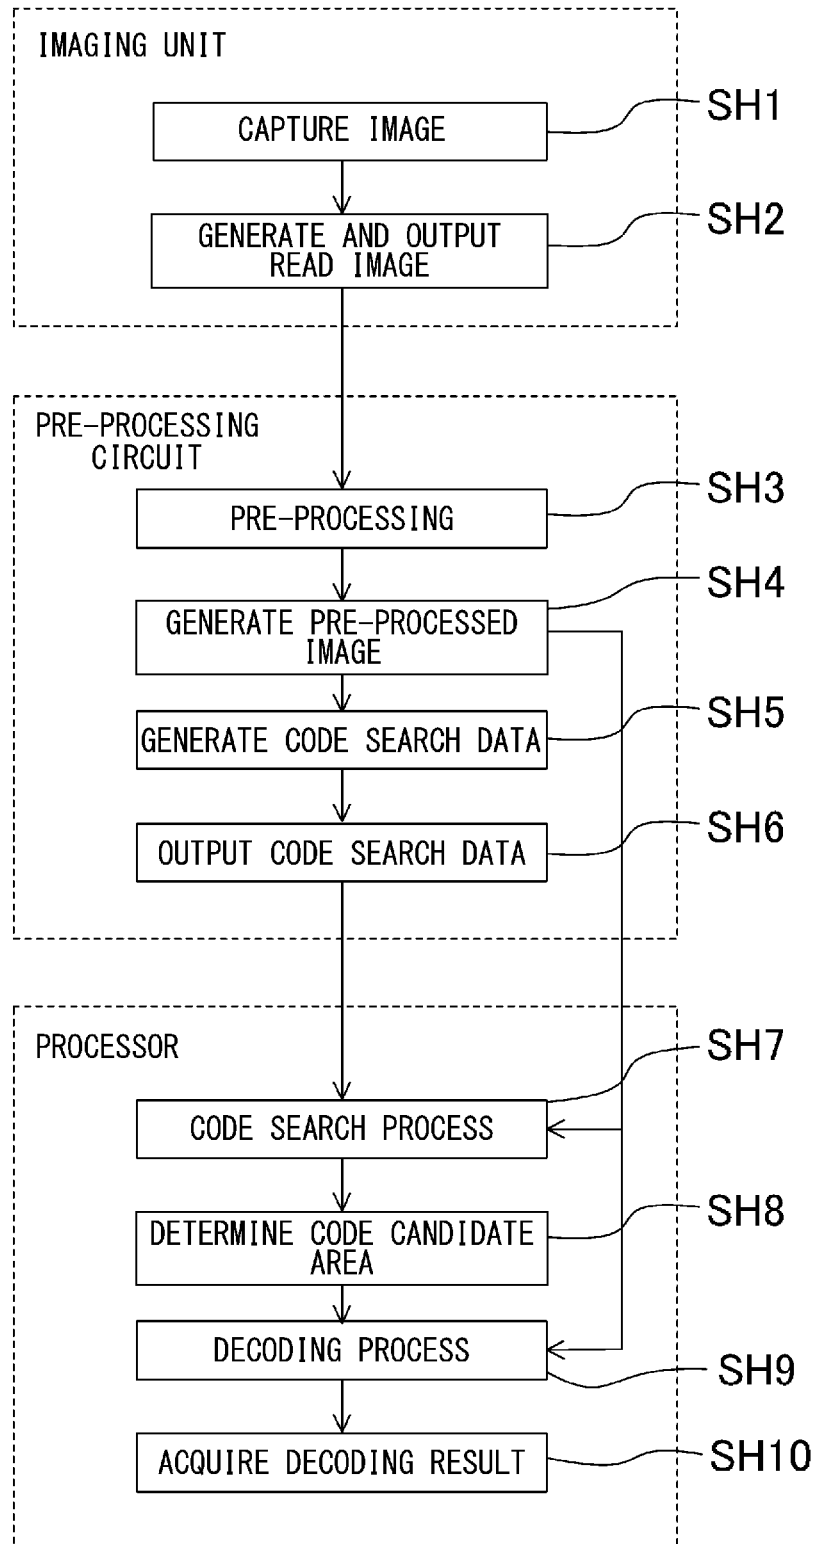 IMAGING UNIT
CAPTURE IMAGE
SH1
GENERATE AND OUTPUT
READ IMAGE
SH2
PRE-PROCESSING
CIRCUIT
PRE-PROCESSING
SH3
GENERATE PRE-PROCESSED
IMAGE
SH4
GENERATE CODE SEARCH DATA
SH5
OUTPUT CODE SEARCH DATA
SH6
PROCESSOR
CODE SEARCH PROCESS
SH7
DETERMINE CODE CANDIDATE
AREA
SH8
DECODING PROCESS
SH9
ACQUIRE DECODING RESULT
SH10